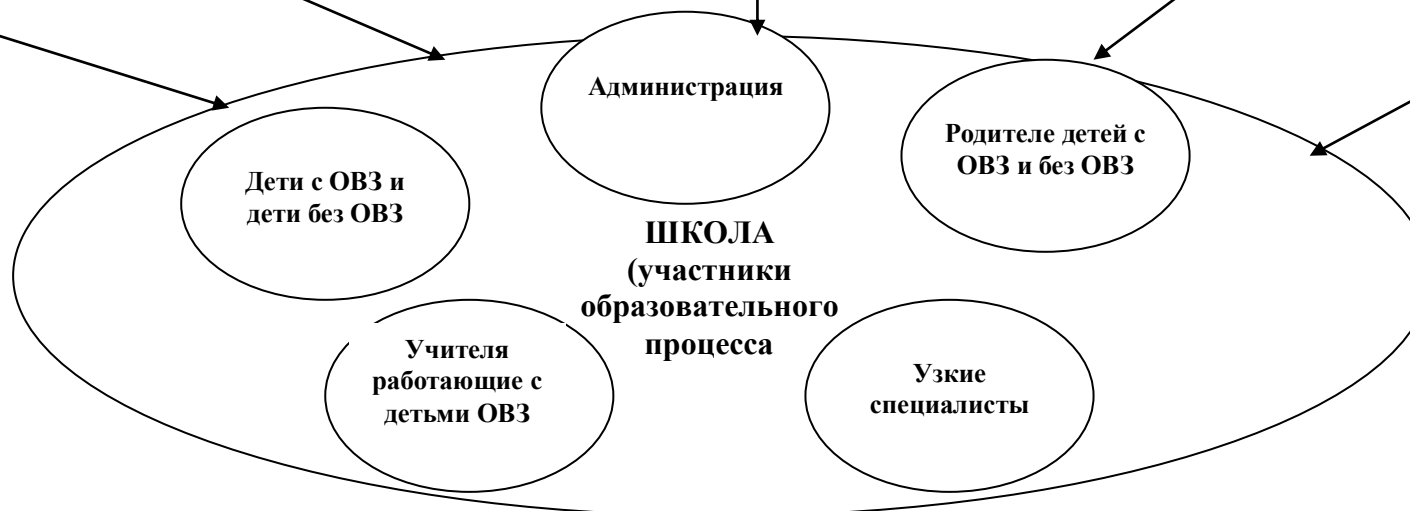 Администрация
Родителе детей с
ОВЗ и без ОВЗ
Дети с ОВЗ и
дети без ОВЗ
ШКОЛА
(участники
образовательного
процесса
Учителя
работающие с
детьми ОВЗ
Узкие
специалисты